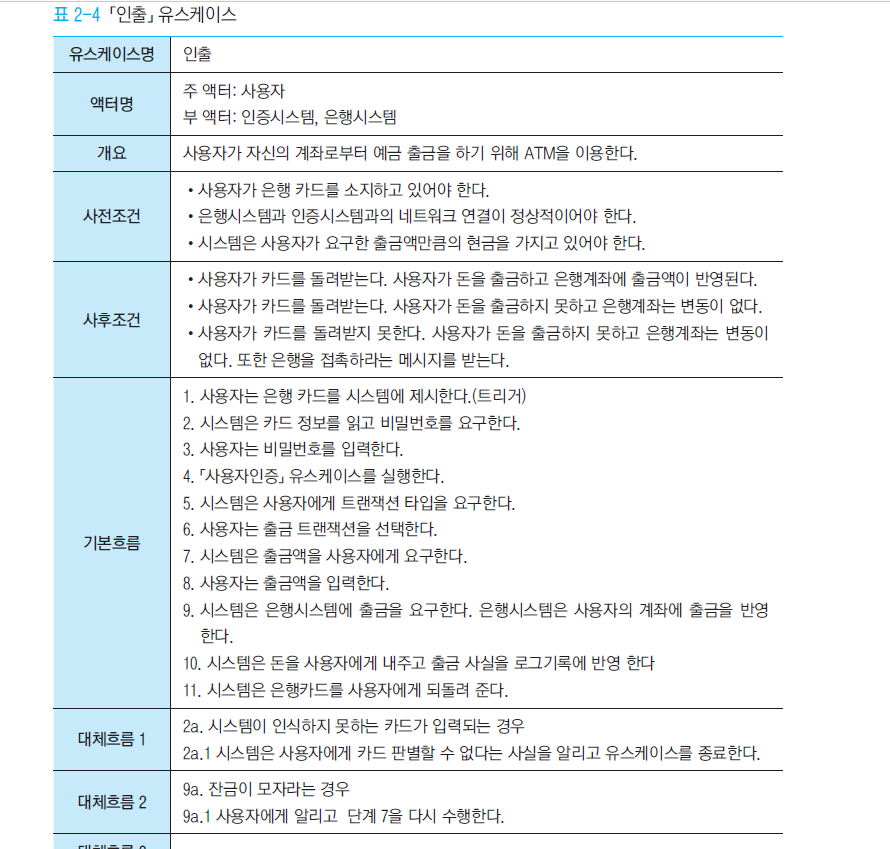 표 2-4 「인출」 유스케이스
유스케이스명
인출
액터명
주 액터: 사용자
부 액터: 인증시스템, 은행시스템
개요
사용자가 자신의 계좌로부터 예금 출금을 하기 위해 ATM을 이용한다.
사전조건
•사용자가 은행 카드를 소지하고 있어야 한다.
•은행시스템과 인증시스템과의 네트워크 연결이 정상적이어야 한다.
•시스템은 사용자가 요구한 출금액만큼의 현금을 가지고 있어야 한다.
사후조건
•사용자가 카드를 돌려받는다. 사용자가 돈을 출금하고 은행계좌에 출금액이 반영된다.
•사용자가 카드를 돌려받는다. 사용자가 돈을 출금하지 못하고 은행계좌는 변동이 없다.
•사용자가 카드를 돌려받지 못한다. 사용자가 돈을 출금하지 못하고 은행계좌는 변동이
없다. 또한 은행을 접촉하라는 메시지를 받는다.
기본흐름
1. 사용자는 은행 카드를 시스템에 제시한다.(트리거)
2. 시스템은 카드 정보를 읽고 비밀번호를 요구한다.
3. 사용자는 비밀번호를 입력한다.
4. 「사용자인증」 유스케이스를 실행한다.
5. 시스템은 사용자에게 트랜잭션 타입을 요구한다.
6. 사용자는 출금 트랜잭션을 선택한다.
7. 시스템은 출금액을 사용자에게 요구한다.
8. 사용자는 출금액을 입력한다.
9. 시스템은 은행시스템에 출금을 요구한다. 은행시스템은 사용자의 계좌에 출금을 반영
한다.
10. 시스템은 돈을 사용자에게 내주고 출금 사실을 로그기록에 반영 한다
11. 시스템은 은행카드를 사용자에게 되돌려 준다.
대체흐름 1
2a. 시스템이 인식하지 못하는 카드가 입력되는 경우
2a.1 시스템은 사용자에게 카드 판별할 수 없다는 사실을 알리고 유스케이스를 종료한다.
대체흐름 2
9a. 잔금이 모자라는 경우
9a.1 사용자에게 알리고 단계 7을 다시 수행한다.